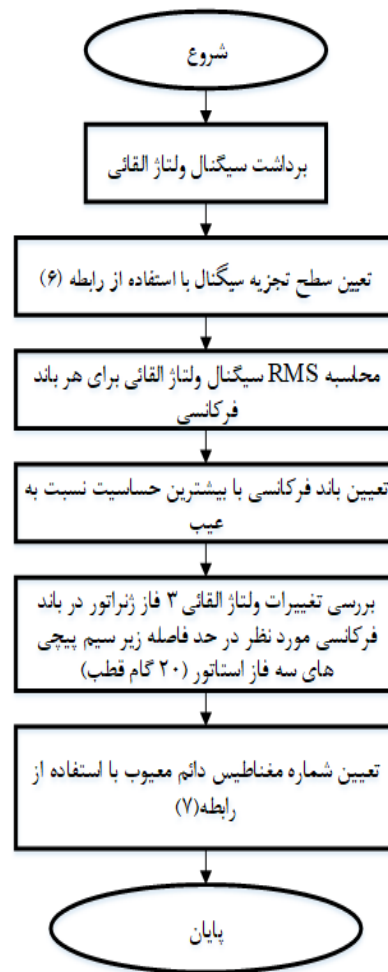 شروع
برداشت سیگنال ولتاژ القائی
تعیین سطح تجزیه سیگنال با استفاده از رابطه (۶)
محاسبه RMS سیگنال ولتاژ القائی برای هر باند
فرکانسی
تعیین باند فرکانسی با بیشترین حساسیت نسبت به
عیب
بررسی تغییرات ولتاژ القائی ۳ فاز ژنراتور در باند
فرکانسی مورد نظر در حد فاصله زیر سیم پیچی
های سه فاز استاتور (۲۰ گام قطب)
تعیین شماره مغناطیس دائم معیوب با استفاده از
رابطه(۷)
پایان